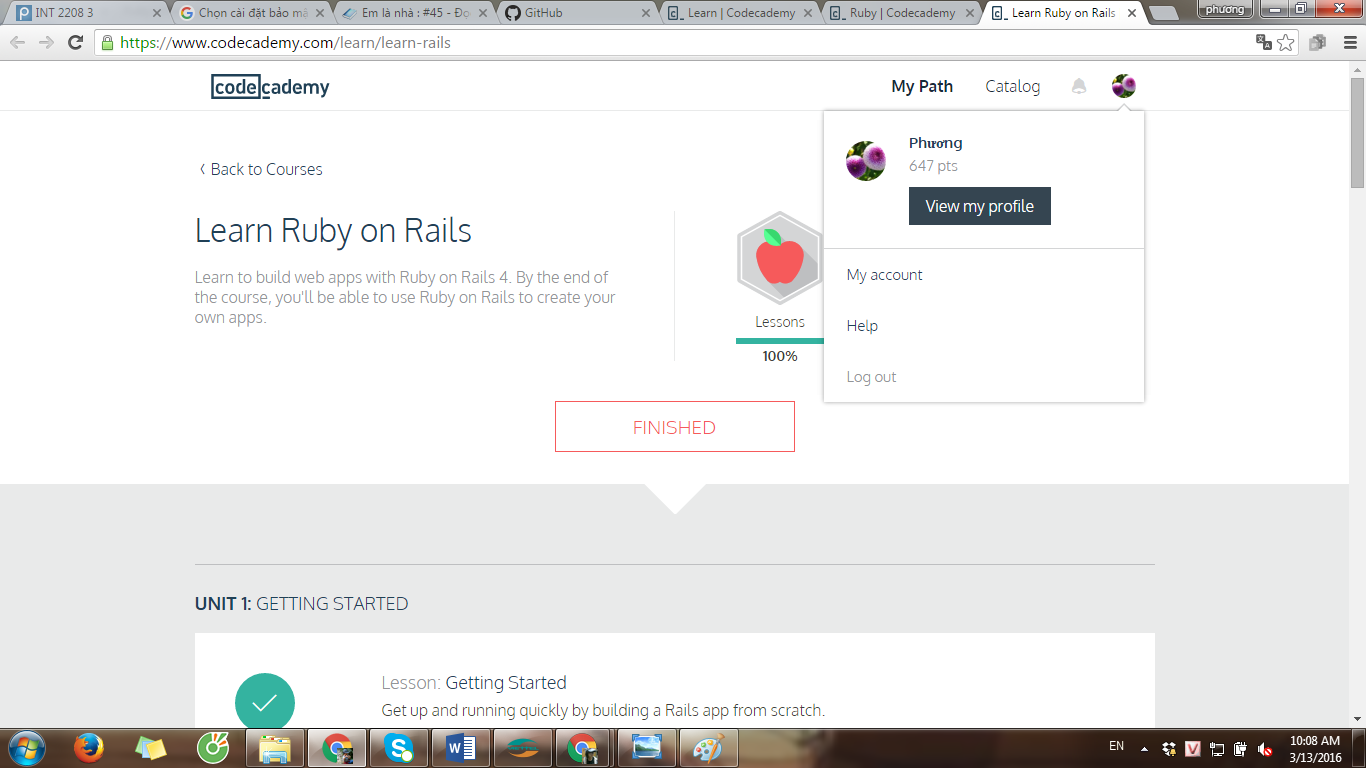 INT 2208 3
Chọn cài đặt bảo mã
Em là nhà : #45 - Đo
GitHub
Learn | Codecademy
Ruby | Codecademy
Learn Ruby on Rails
phương
https://www.codecademy.com/learn/learn-rails
codecademy
My Path
Catalog
Phương
647 pts
View my profile
My account
Help
Log out
Back to Courses
Learn Ruby on Rails
Learn to build web apps with Ruby on Rails 4. By the end
of the course, you'll be able to use Ruby on Rails to create your
own apps.
Lessons
100%
FINISHED
UNIT 1: GETTING STARTED
Lesson: Getting Started
Get up and running quickly by building a Rails app from scratch.
EN
10:08 AM
3/13/2016